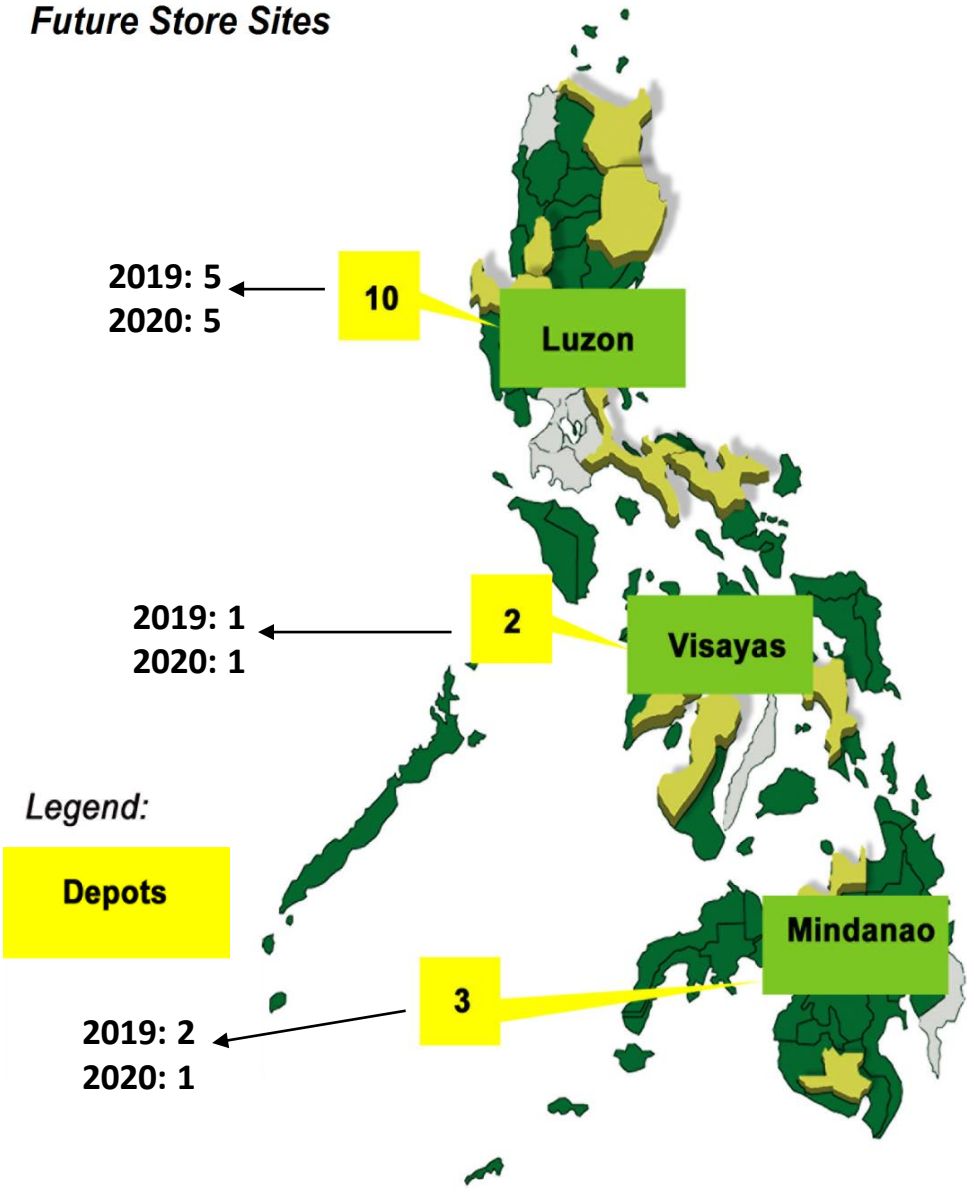 Future Store Sites
2019: 5
2020: 5
10
Luzon
2019: 1
2020: 1
2
Visayas
Legend:
Depots
Mindanao
3
2019: 2
2020: 1